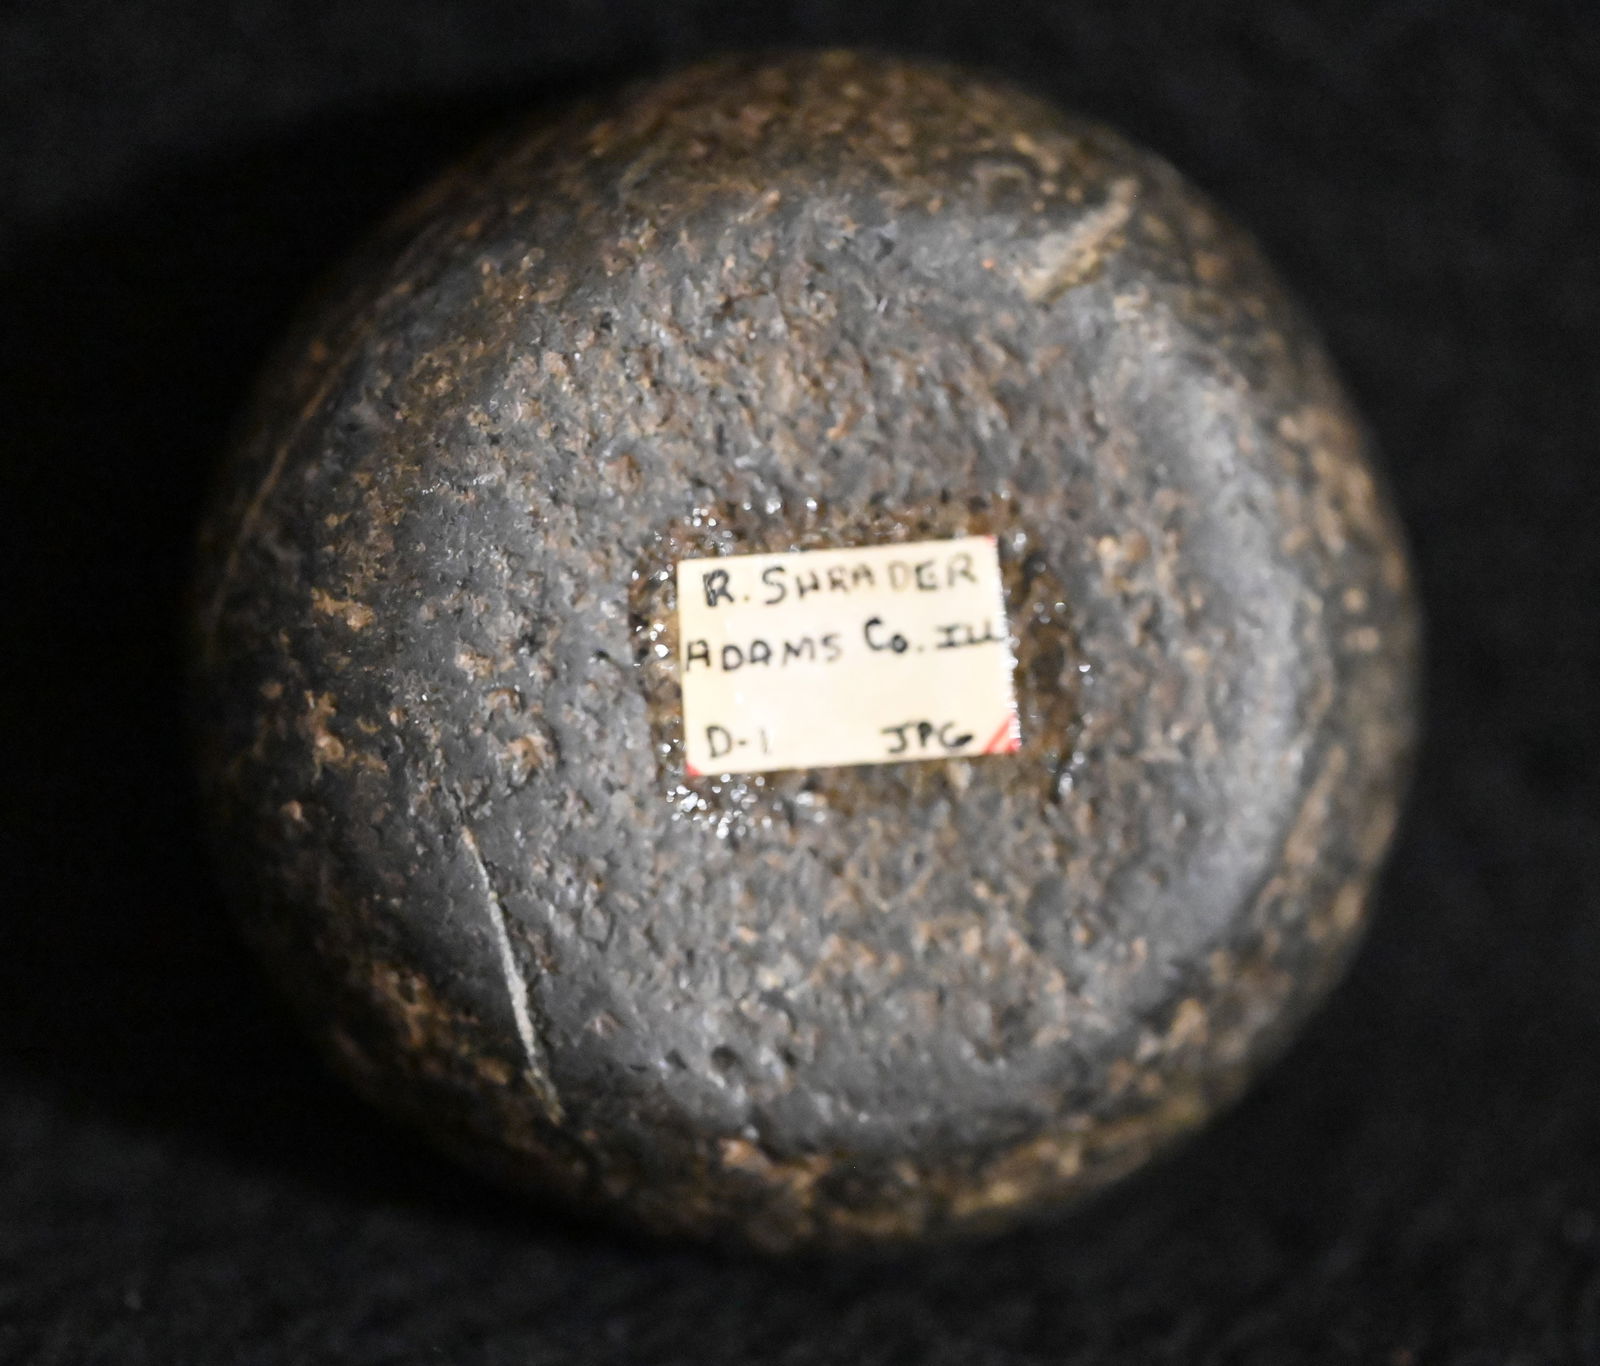 R. SHRADER
ADAMS Co. ILL
D-1 JPG